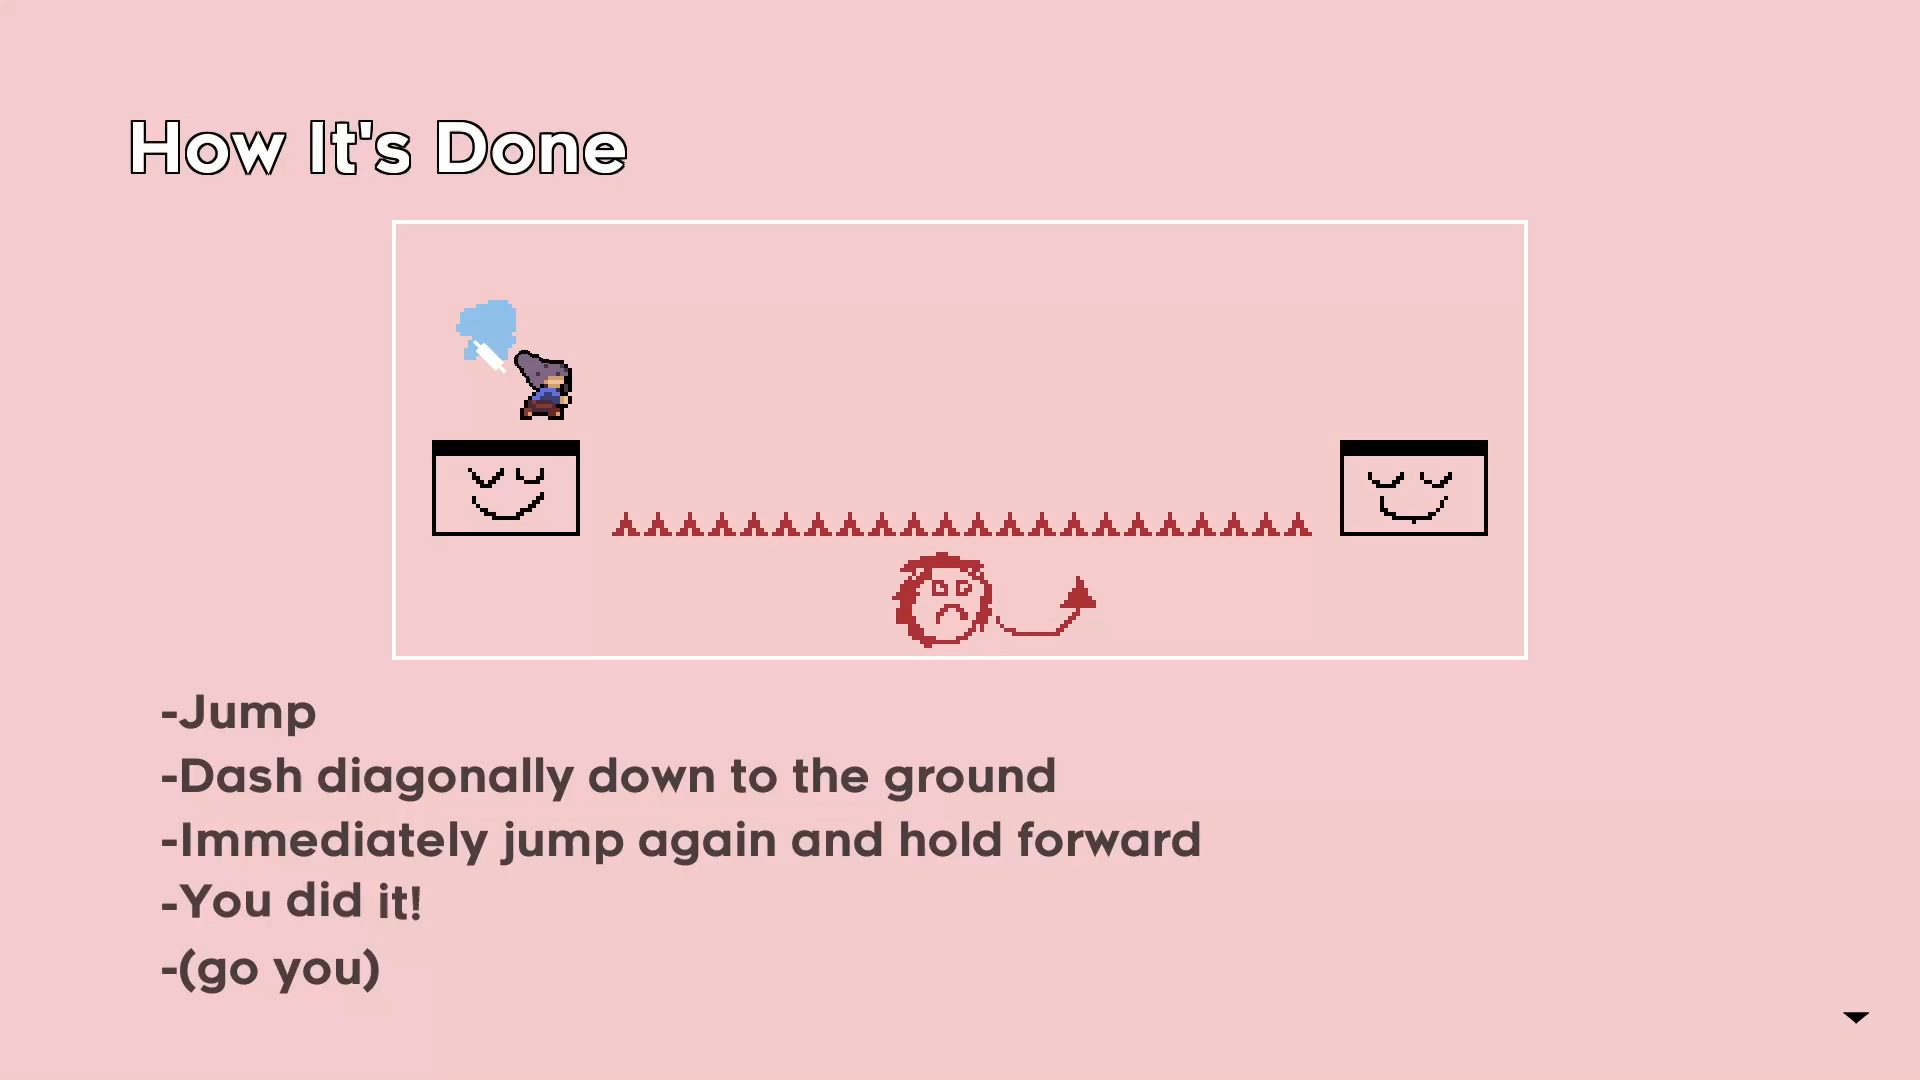 How It's Done
-Jump
-Dash diagonally down to the ground
-Immediately jump again and hold forward
-You did it!
-(go you)